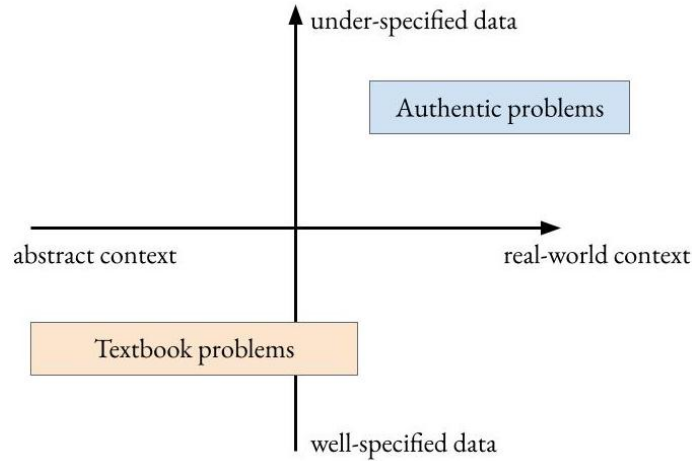 under-specified data
Authentic problems
abstract context
real-world context
Textbook problems
well-specified data